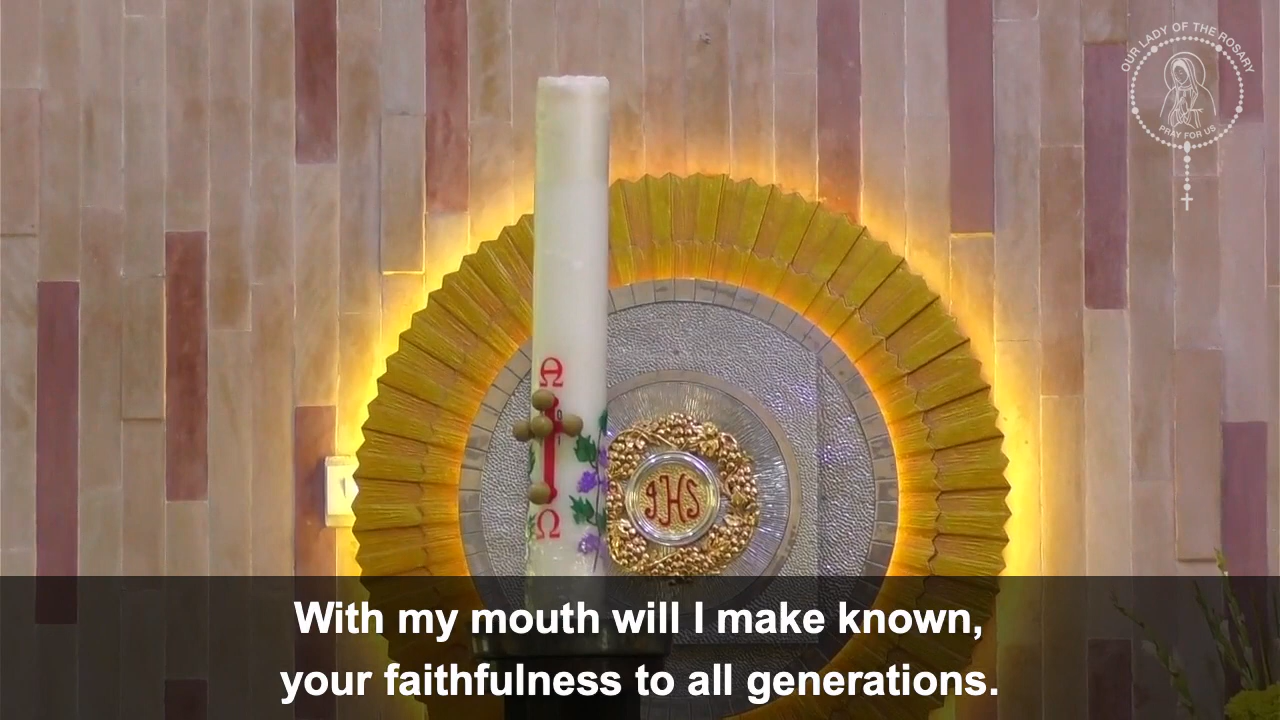 OUR LADY OF THE ROSARY
PRAY FOR US
Α
Ω
IHS
With my mouth will I make known,
your faithfulness to all generations.